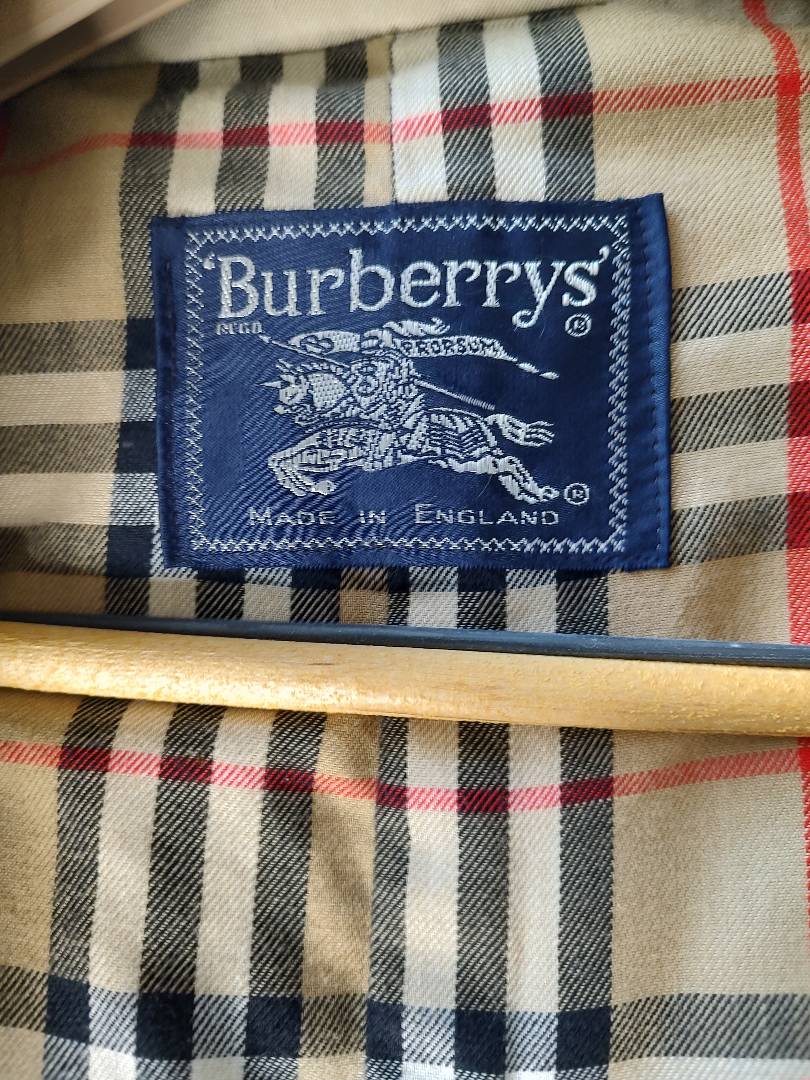 'Burberrys'
REGD ®
PRORSUM
®
MADE IN ENGLAND